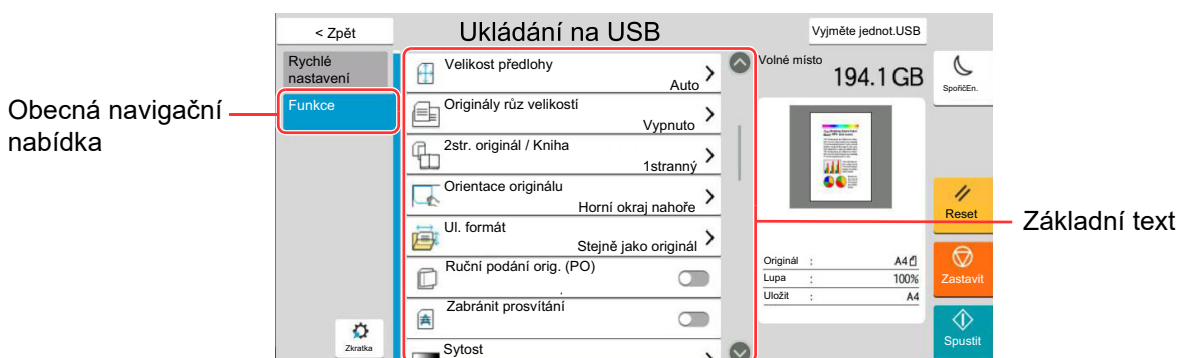 < Zpět
Ukládání na USB
Vyjměte jednot.USB
Rychlé
nastavení
Funkce
Obecná navigační
nabídka
Velikost předlohy
Auto
Originály růz velikostí
Vypnuto
2str. originál / Kniha
1stranný
Orientace originálu
Horní okraj nahoře
Ul. formát
Stejně jako originál
Ruční podání orig. (PO)
Zabránit prosvítání
Sytost
Zkratka
Volné místo
194.1 GB
Originál : A4
Lupa : 100%
Uložit : A4
SpořičEn.
Reset
Základní text
Zastavit
Spustit